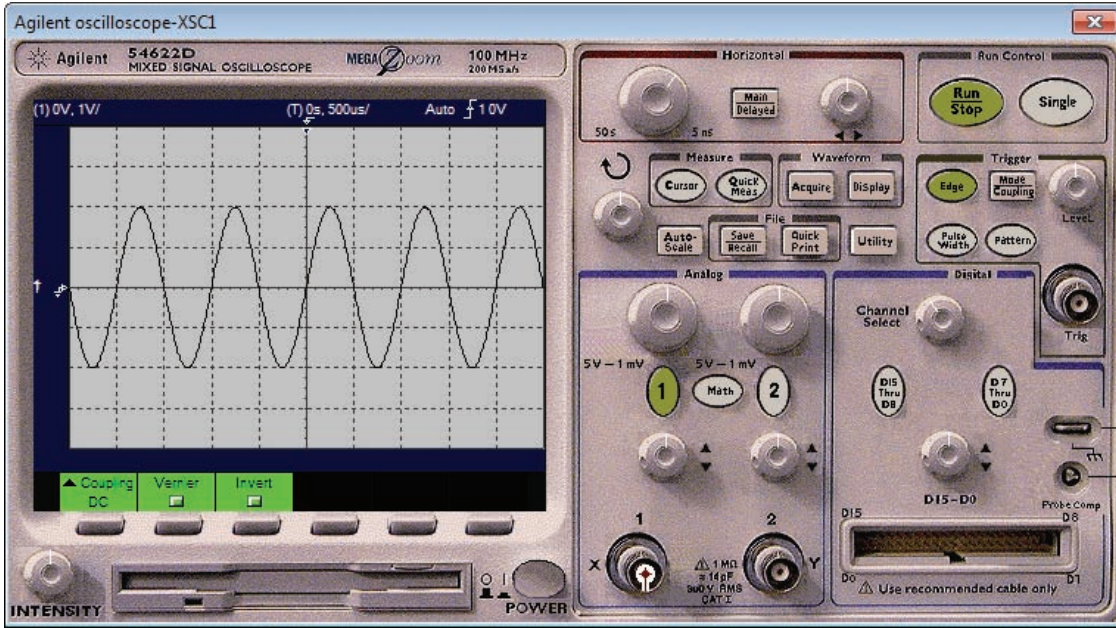 Agilent oscilloscope-XSC1
Agilent 54622D
MIXED SIGNAL OSCILLOSCOPE
MEGA Zoom
100 MHz
200 MSa/s
(1) 0V, 1V/ (T) 0s, 500us/ Auto 1 0V
Coupling
DC
Vernier
Invert
INTENSITY
POWER
Horizontal
Main
Delayed
50 s
5 ns
Run Control
Run
Stop
Single
Measure
Cursor
Quick
Meas
Waveform
Acquire
Display
Trigger
Edge
Mode
Coupling
Level
Auto-
Scale
File
Save
Recall
Quick
Print
Utility
Pulse
Width
Pattern
Trig
Analog
5V – 1 mV
5V – 1 mV
1
Math
2
1
2
X
Y
1 MΩ
≅ 14 pF
300 V RMS
CAT I
Digital
Channel
Select
D15
Thru
D8
D7
Thru
D0
D15-D0
Probe Comp
D15
D8
D0
D1
Use recommended cable only